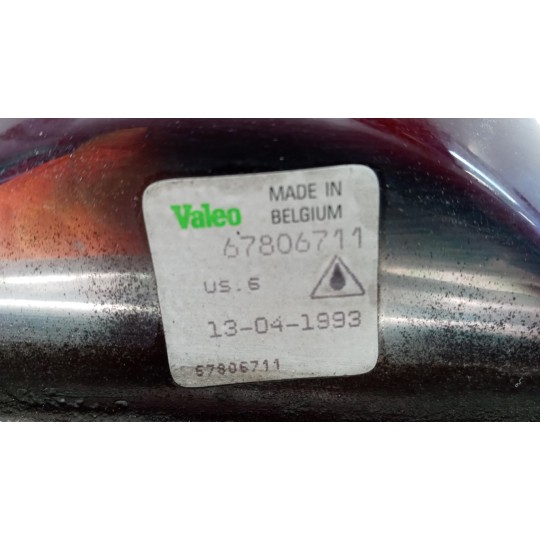 Valeo MADE IN
BELGIUM
67806711
US.6
13-04-1993
67806711